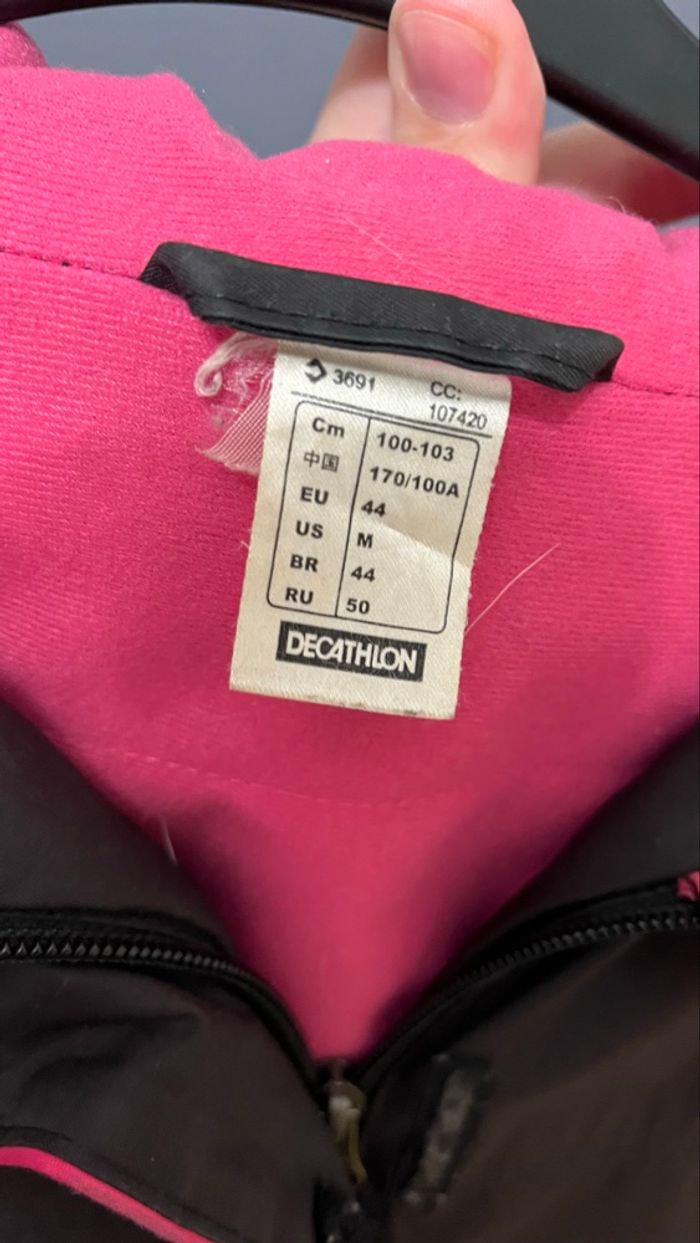 3691 CC:
107420
Cm 100-103
中国 170/100A
EU 44
US M
BR 44
RU 50
DECATHLON